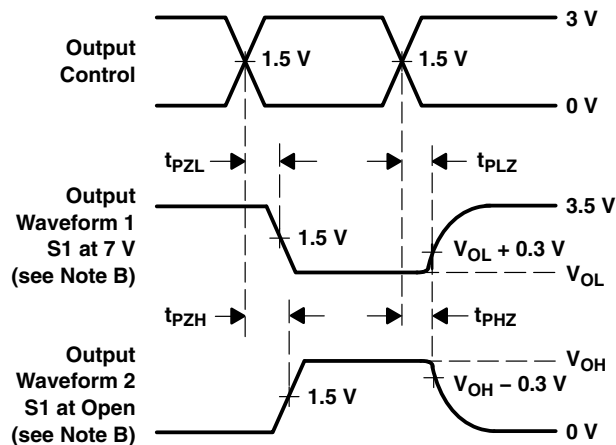 3 V
Output
Control
1.5 V
1.5 V
0 V
tPZL
tPLZ
Output
Waveform 1
S1 at 7 V
(see Note B)
3.5 V
1.5 V
VOL + 0.3 V
VOL
tPZH
tPHZ
Output
Waveform 2
S1 at Open
(see Note B)
VOH
1.5 V
VOH – 0.3 V
0 V